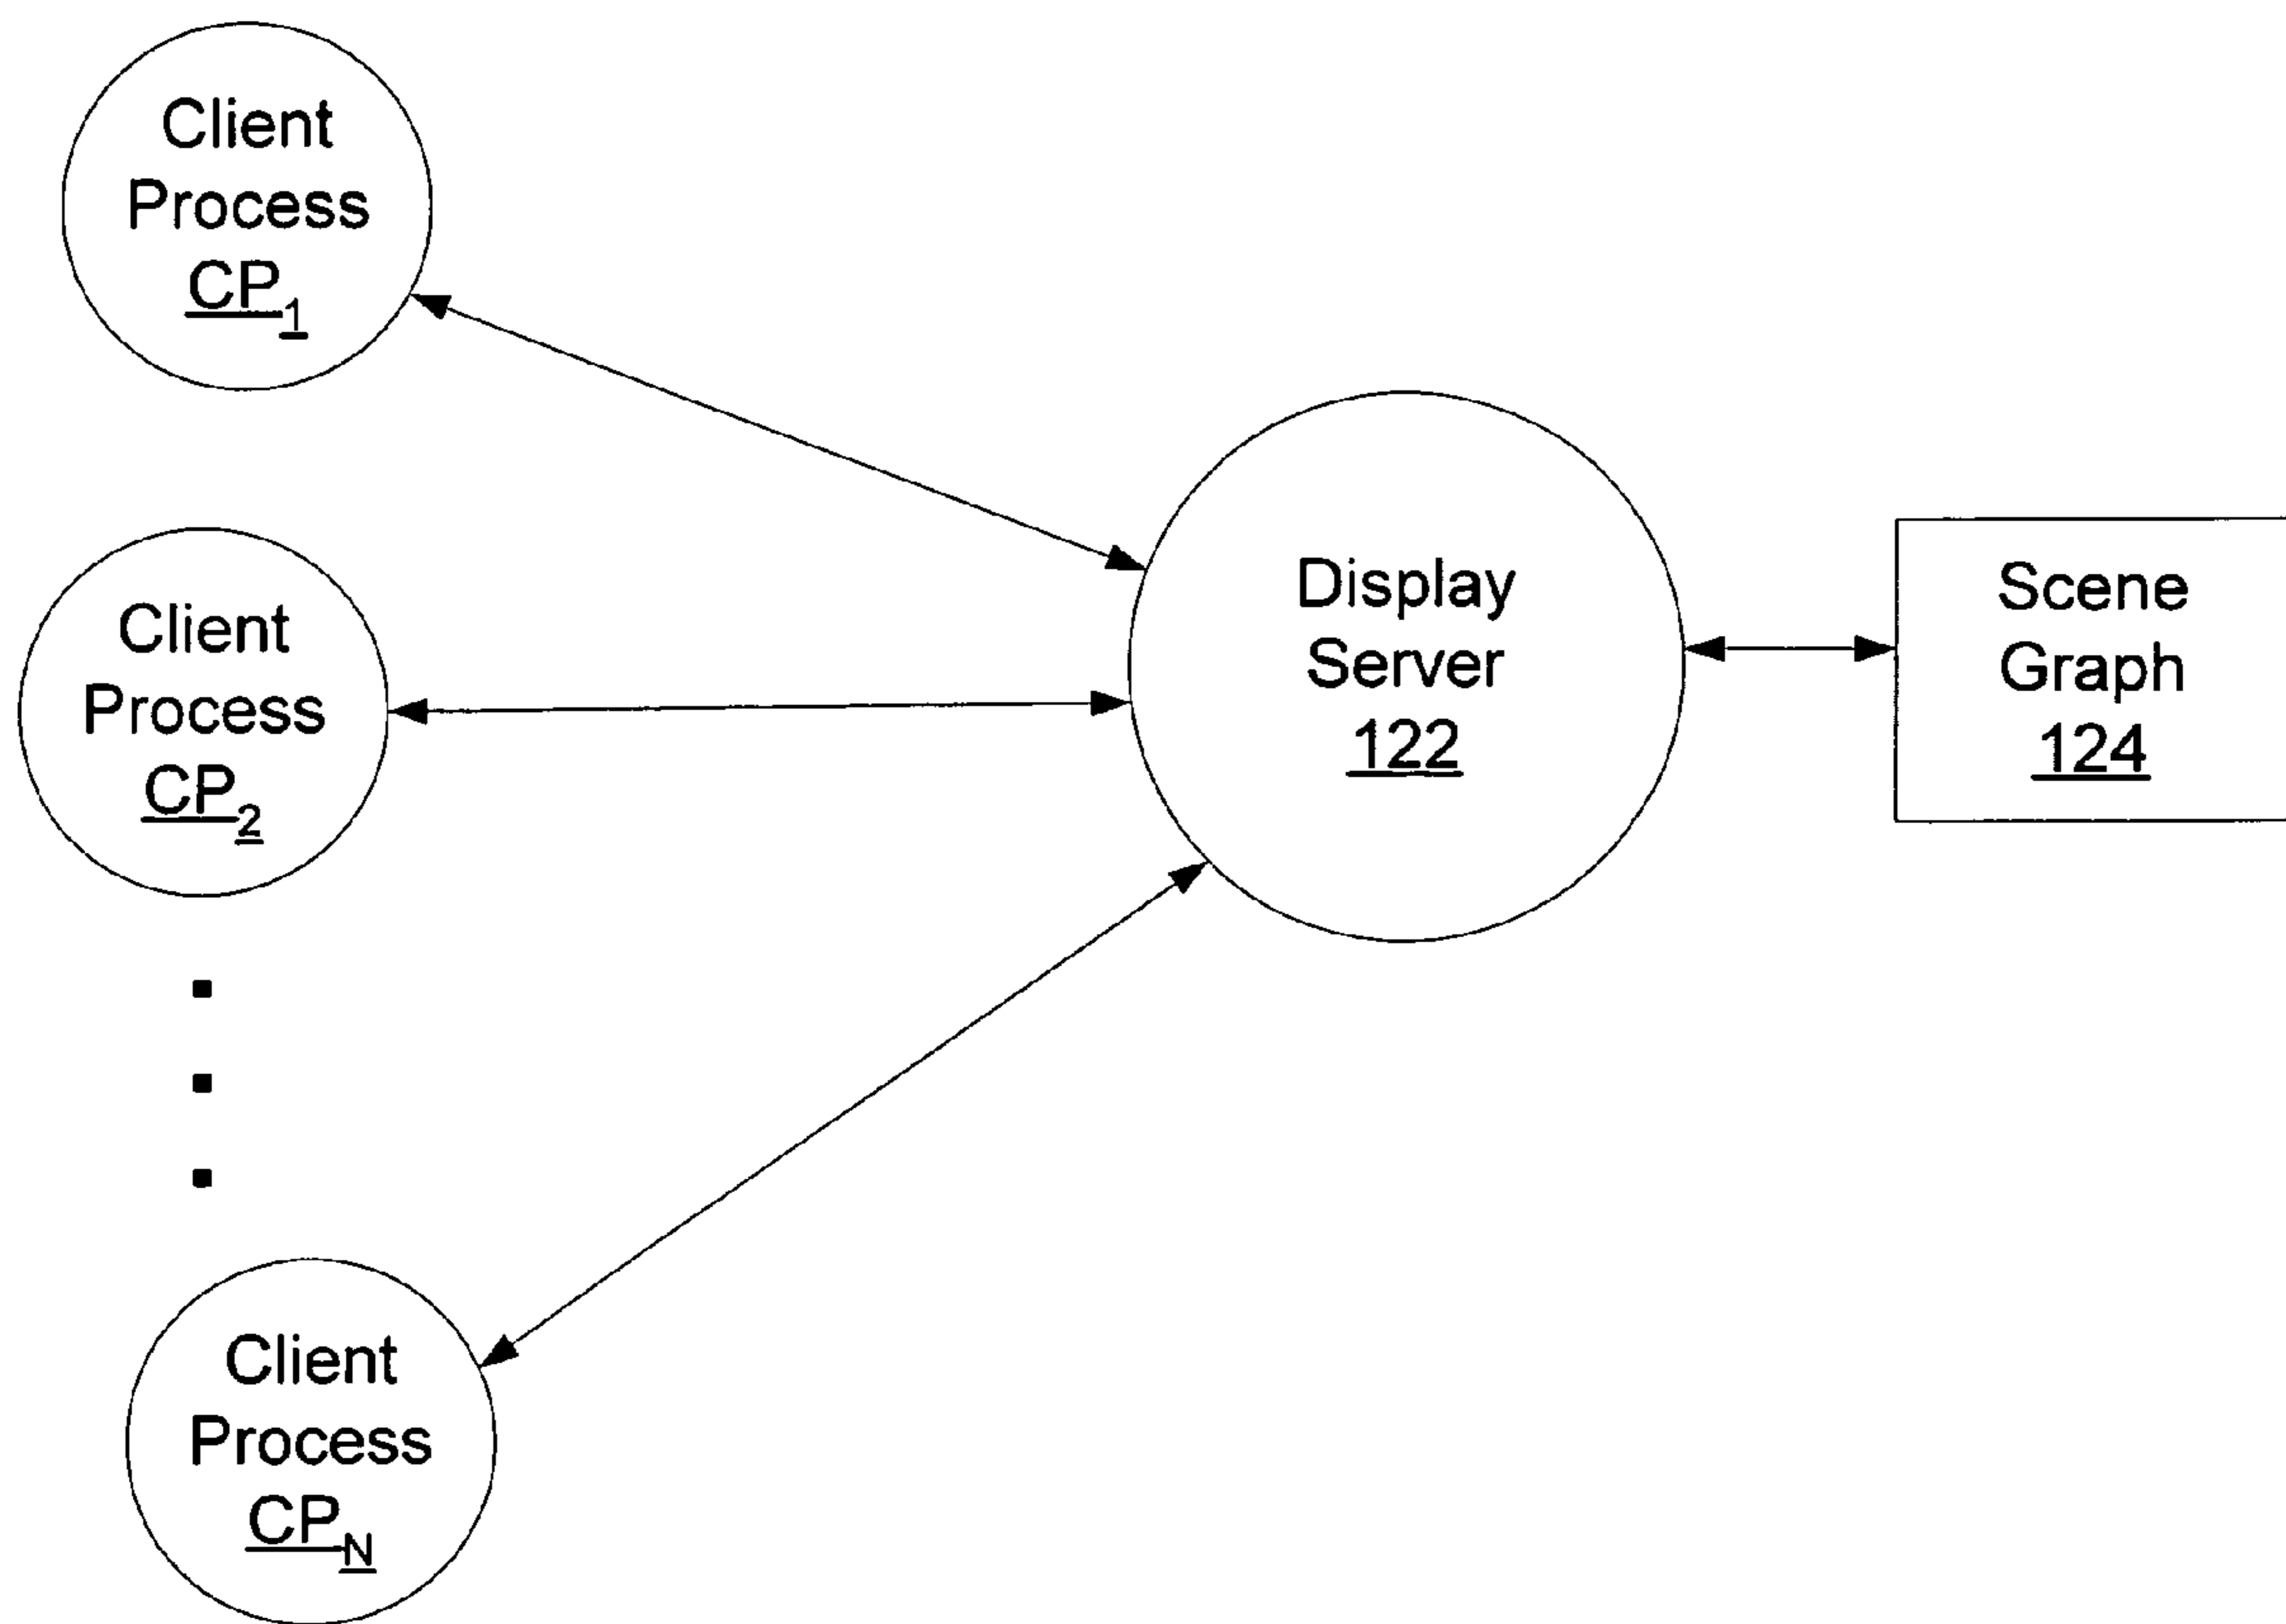 Client
Process
CP1
Client
Process
CP2
Display
Server
122
Scene
Graph
124
Client
Process
CPN